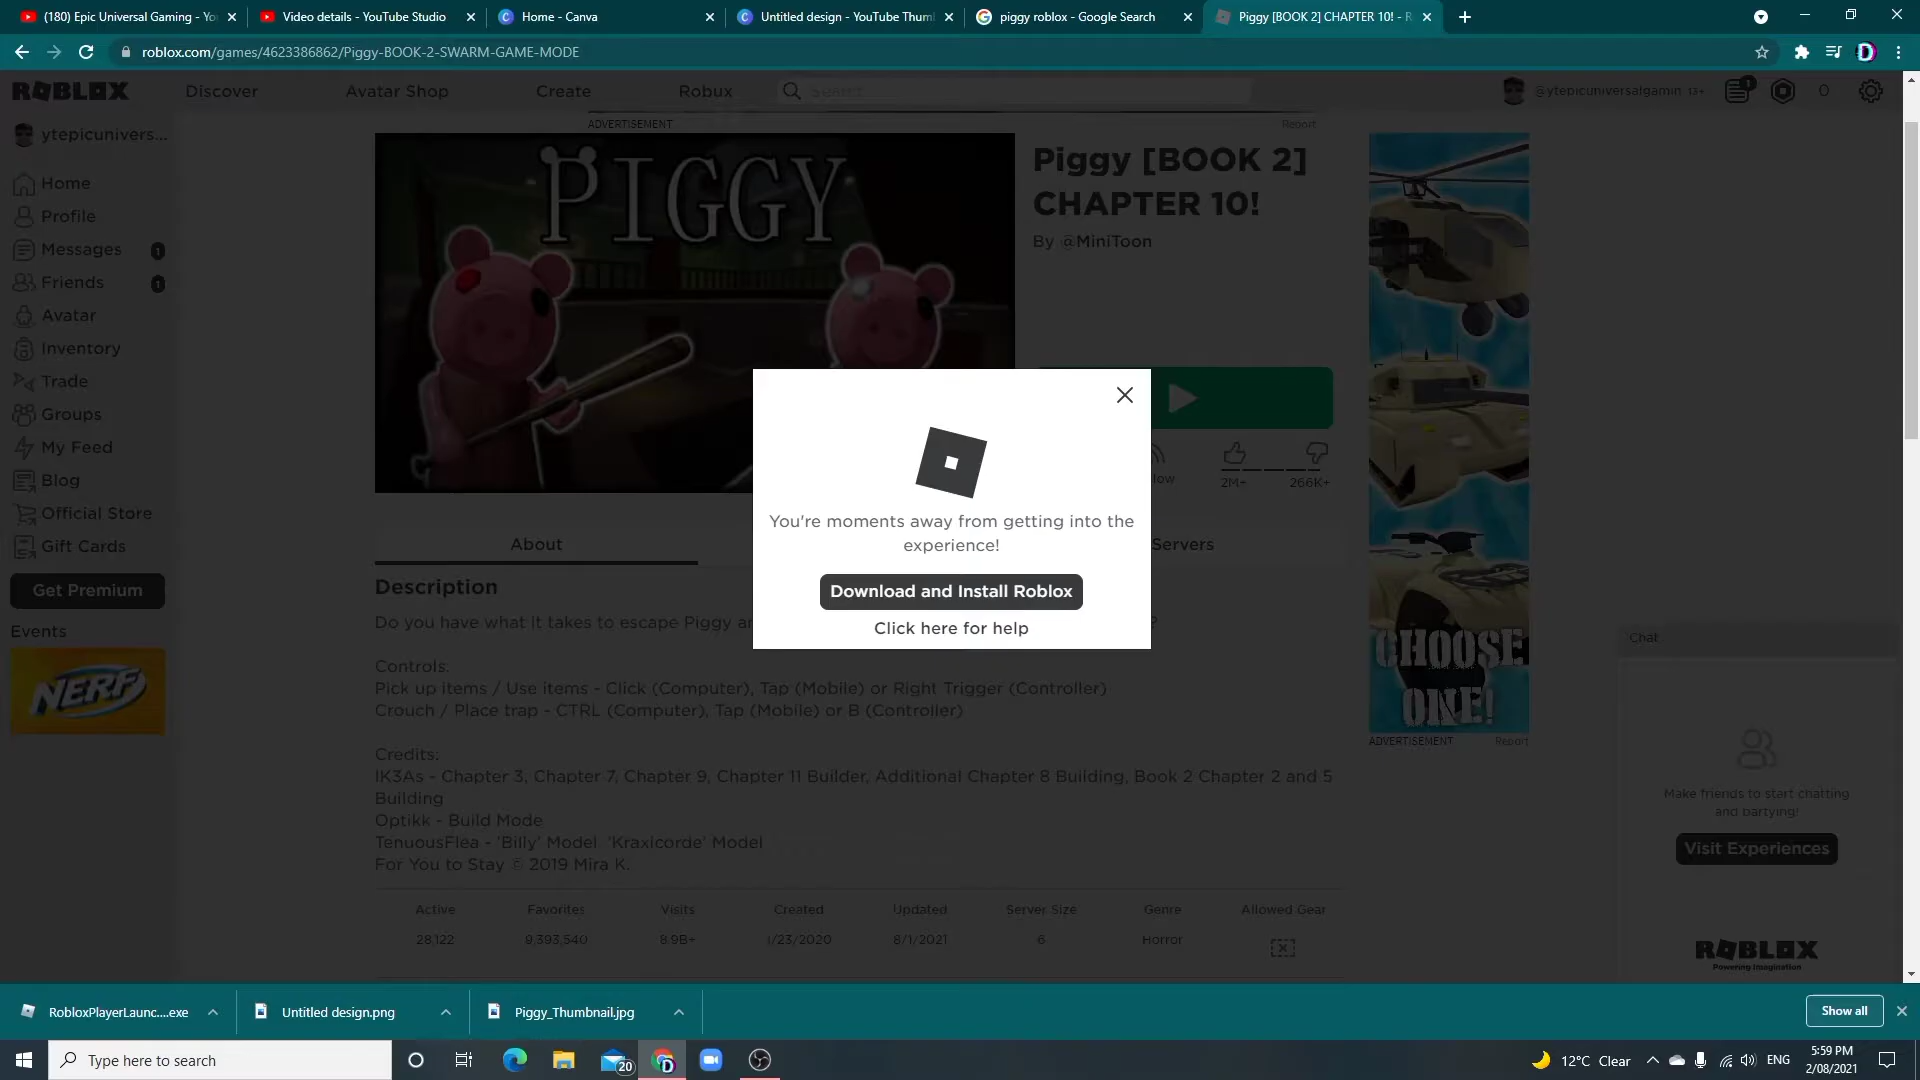 (180) Epic Universal Gaming - Yo
Video details - YouTube Studio
Home - Canva
Untitled design - YouTube Thum
piggy roblox - Google Search
Piggy [BOOK 2] CHAPTER 10! - R
roblox.com/games/4623386862/Piggy-BOOK-2-SWARM-GAME-MODE
ROBLOX
Discover
Avatar Shop
Create
Robux
Search
@ytepicuniversalgamin 13+
1
0
ytepicunivers...
Home
Profile
Messages 1
Friends 1
Avatar
Inventory
Trade
Groups
My Feed
Blog
Official Store
Gift Cards
Get Premium
Events
NERF
ADVERTISEMENT
Report
PIGGY
Piggy [BOOK 2]
CHAPTER 10!
By @MiniToon
low
2M+
266K+
You're moments away from getting into the
experience!
Download and Install Roblox
Click here for help
About
Servers
Description
Do you have what it takes to escape Piggy a
?
Controls:
Pick up items / Use items - Click (Computer), Tap (Mobile) or Right Trigger (Controller)
Crouch / Place trap - CTRL (Computer), Tap (Mobile) or B (Controller)
Credits:
IK3As - Chapter 3, Chapter 7, Chapter 9, Chapter 11 Builder, Additional Chapter 8 Building, Book 2 Chapter 2 and 5
Building
Optikk - Build Mode
TenuousFlea - 'Billy' Model 'Kraxicorde' Model
For You to Stay © 2019 Mira K.
Active Favorites Visits Created Updated Server Size Genre Allowed Gear
28,122 9,393,540 8.9B+ 1/23/2020 8/1/2021 6 Horror
CHOOSE
ONE!
ADVERTISEMENT
Report
Chat
Make friends to start chatting
and partying!
Visit Experiences
ROBLOX
Powering Imagination
RobloxPlayerLaunc....exe
Untitled design.png
Piggy_Thumbnail.jpg
Show all
Type here to search
20
12°C Clear
ENG
5:59 PM
2/08/2021